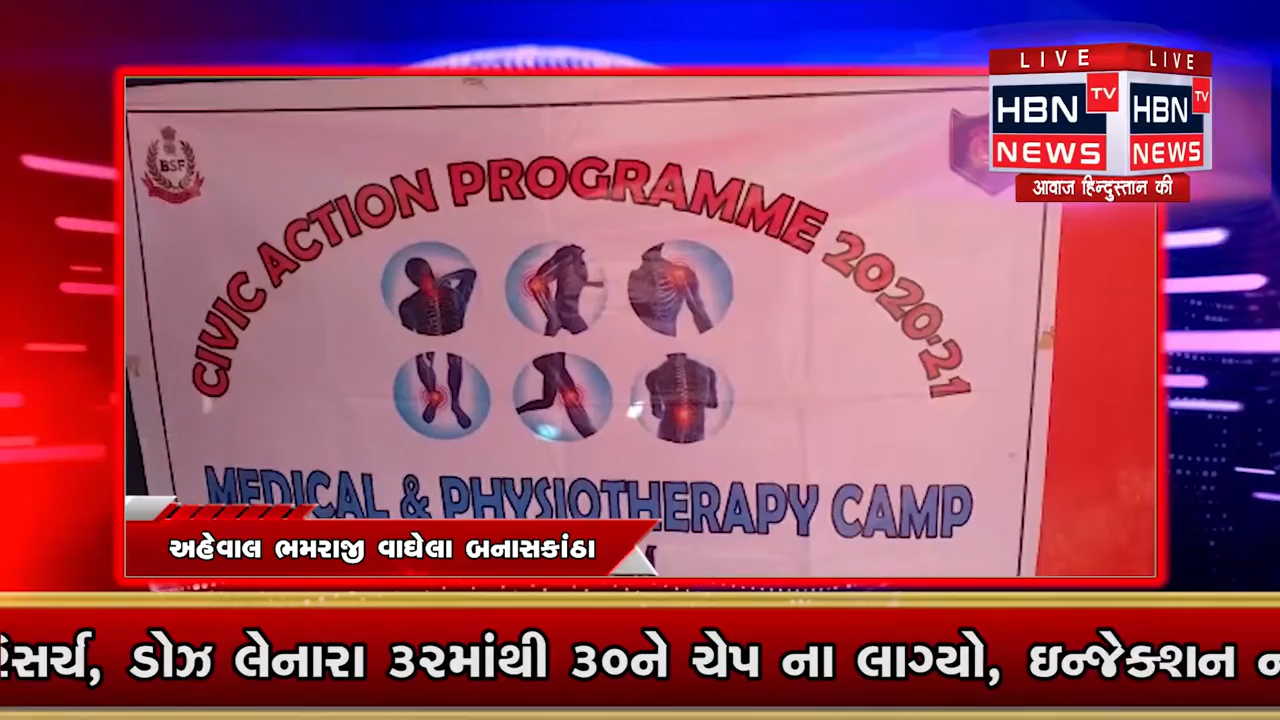 LIVE LIVE
HBN TV HBN TV
NEWS NEWS
आवाज हिन्दुस्तान की
BSF
CIVIC ACTION PROGRAMME 2020-21
MEDICAL & PHYSIOTHERAPY CAMP
અહેવાલ ભમરાજી વાઘેલા બનાસકાંઠા
ડોઝ લેનારા ૩૨માંથી ૩૦ને ચેપ ના લાગ્યો, ઇન્જેક્શન